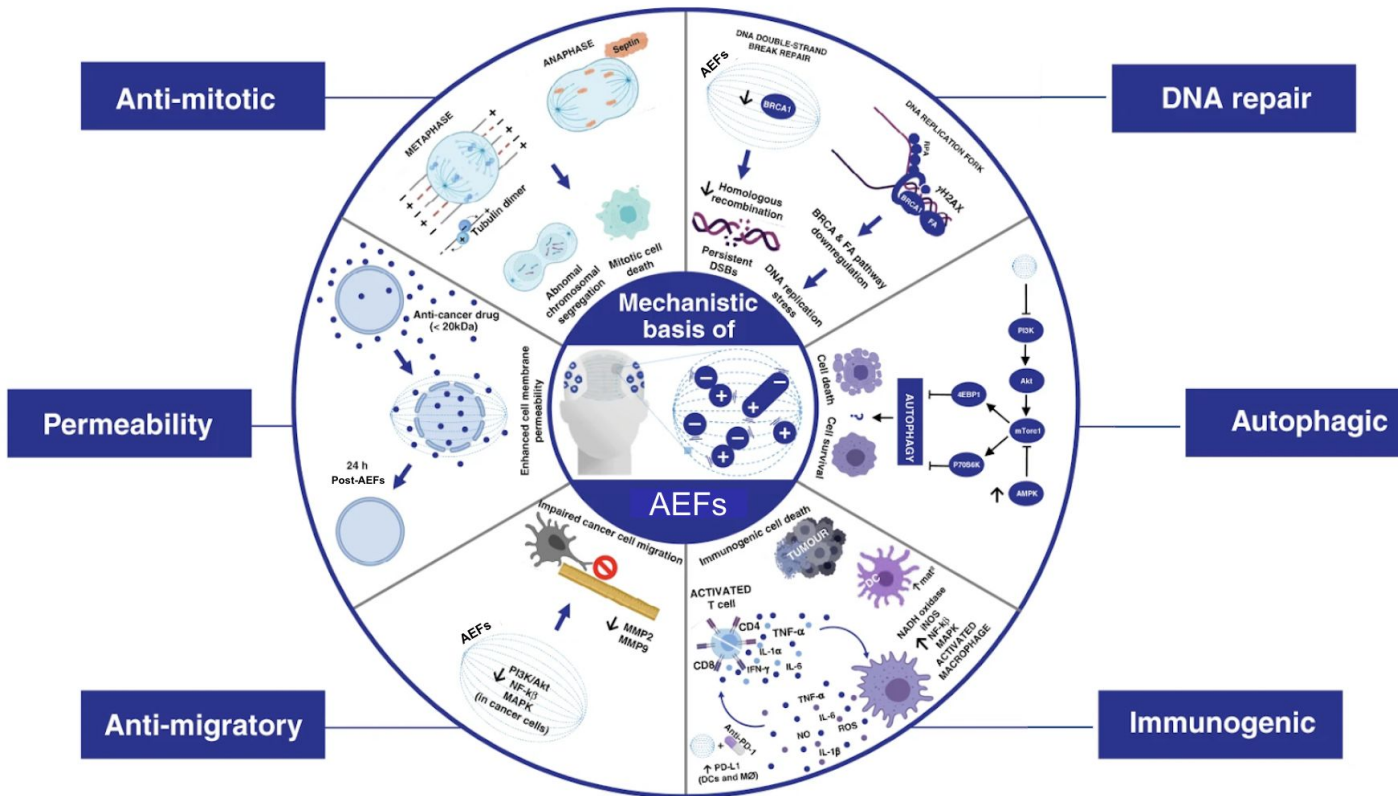 Anti-mitotic
DNA repair
Permeability
Autophagic
Anti-migratory
Immunogenic
Mechanistic
basis of
AEFs
METAPHASE
ANAPHASE
Septin
Tubulin dimer
Abnomal
chromosomal
segregation
Mitotic cell
death
DNA DOUBLE-STRAND
BREAK REPAIR
AEFs
BRCA1
Homologous
recombination
Persistent
DSBs
DNA REPLICATION FORK
RPA
γH2AX
BRCA1
FA
BRCA & FA pathway
downregulation
DNA replication
stress
PI3K
Akt
4EBP1
mTorc1
P70S6K
AMPK
AUTOPHAGY
Cell death
?
Cell survival
Immunogenic cell death
TUMOUR
DC
↑ matⁿ
NADH oxidase
iNOS
↑ NF-kβ
MAPK
ACTIVATED
MACROPHAGE
ACTIVATED
T cell
CD4
CD8
TNF-α
IL-1α
IFN-γ
IL-6
TNF-α
IL-6
NO
ROS
IL-1β
+
Anti-PD-1
↑ PD-L1
(DCs and MØ)
Impaired cancer cell migration
↓ MMP2
MMP9
AEFs
↓ PI3K/Akt
NF-kβ
MAPK
(in cancer cells)
Anti-cancer drug
(< 20kDa)
Enhanced cell membrane
permeability
24 h
Post-AEFs